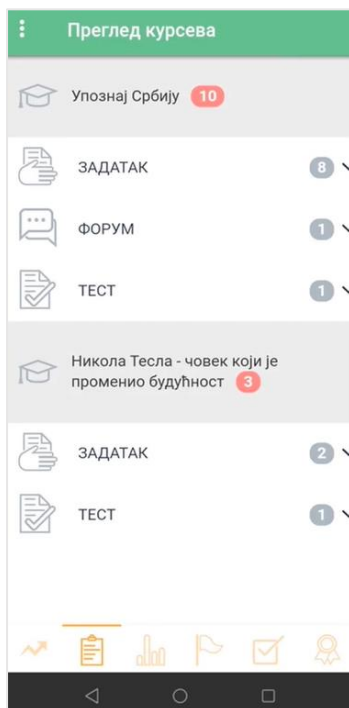 Преглед курсева
Упознај Србију 10
ЗАДАТАК 8
ФОРУМ 1
ТЕСТ 1
Никола Тесла - човек који је
променио будућност 3
ЗАДАТАК 2
ТЕСТ 1